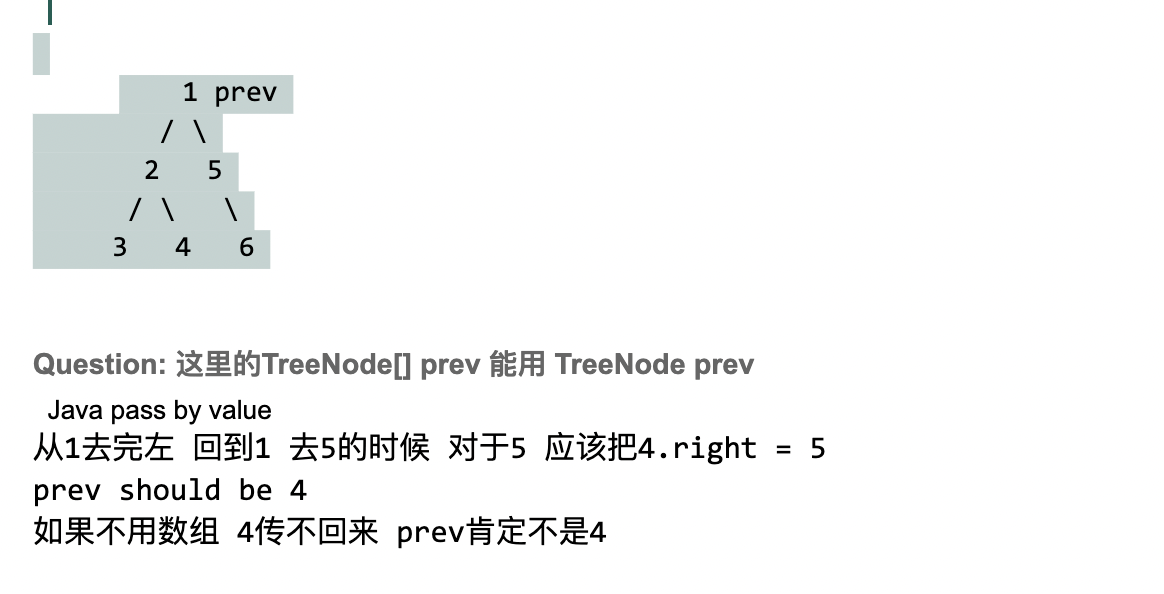 1 prev
/ \
2 5
/ \ \
3 4 6
Question: 这里的TreeNode[] prev 能用 TreeNode prev
Java pass by value
从1去完左 回到1 去5的时候 对于5 应该把4.right = 5
prev should be 4
如果不用数组 4传不回来 prev肯定不是4